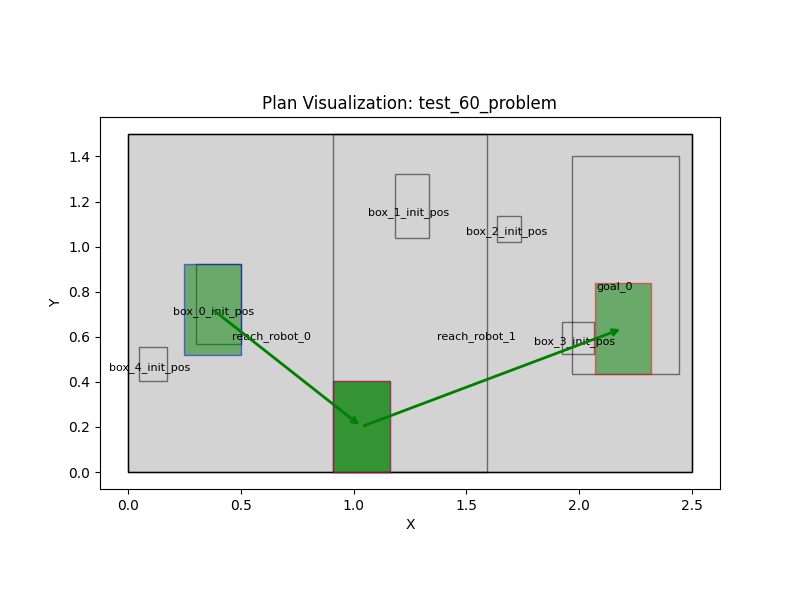 Plan Visualization: test_60_problem
Y
1.4
1.2
1.0
0.8
0.6
0.4
0.2
0.0
box_1_init_pos
box_2_init_pos
goal_0
box_0_init_pos
reach_robot_0
reach_robot_1
box_3_init_pos
box_4_init_pos
0.0 0.5 1.0 1.5 2.0 2.5
X